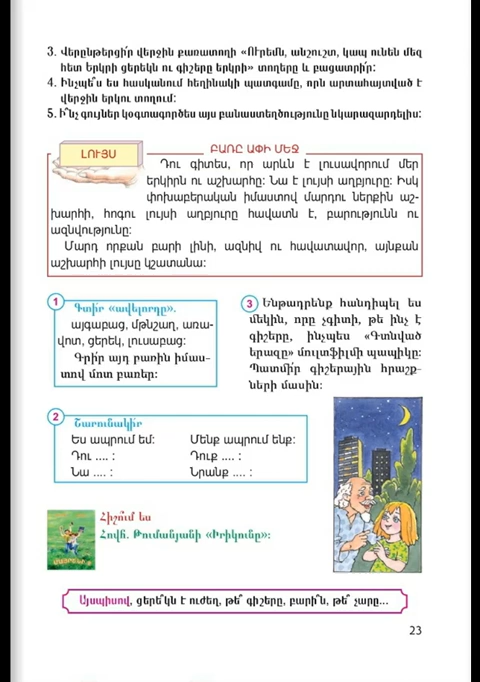 3. Վերընթերցի՛ր վերջին քառատողի «ՈՒրեմն, անշուշտ, կապ ունեն մեզ
հետ Երկրի ցերեկն ու գիշերը երկրի» տողերը և բացատրի՛ր:
4. Ինչպե՞ս ես հասկանում հեղինակի պատգամը, որն արտահայտված է
վերջին երկու տողում:
5. Ի՞նչ գույներ կօգտագործես այս բանաստեղծությունը նկարազարդելիս:
ԼՈՒՅՍ
ԲԱՌԸ ԱՓԻ ՄԵՋ
Դու գիտես, որ արևն է լուսավորում մեր
երկիրն ու աշխարհը: Նա է լույսի աղբյուրը: Իսկ
փոխաբերական իմաստով մարդու ներքին աշ-
խարհի, հոգու լույսի աղբյուրը հավատն է, բարությունն ու
ազնվությունը:
Մարդ որքան բարի լինի, ազնիվ ու հավատավոր, այնքան
աշխարհի լույսը կշատանա:
1
Գտի՛ր «ավելորդը».
այգաբաց, մթնշաղ, առա-
վոտ, ցերեկ, լուսաբաց:
Գրի՛ր այդ բառին իմաս-
տով մոտ բառեր:
3 Ենթադրենք հանդիպել ես
մեկին, որը չգիտի, թե ինչ է
գիշերը, ինչպես «Գտնված
երազը» մուլտֆիլմի պապիկը:
Պատմի՛ր գիշերային հրաշք-
ների մասին:
2
Շարունակի՛ր
Ես ապրում եմ: Մենք ապրում ենք:
Դու .... : Դուք .... :
Նա .... : Նրանք .... :
Հիշո՞ւմ ես
Հովհ. Թումանյանի «Իրիկունը»:
Այսպիսով, ցերե՞կն է ուժեղ, թե՞ գիշերը, բարի՞ն, թե՞ չարը...
23